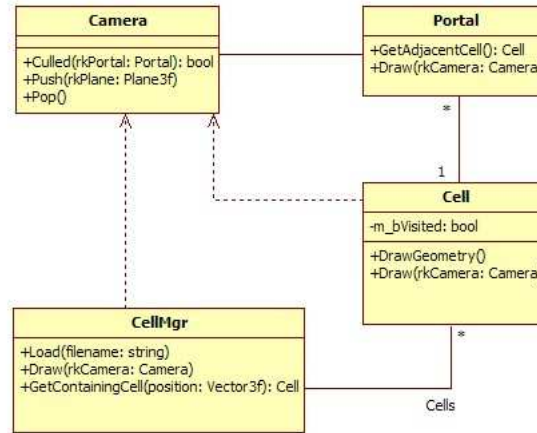 Camera
+Culled(rkPortal: Portal): bool
+Push(rkPlane: Plane3f)
+Pop()
Portal
+GetAdjacentCell(): Cell
+Draw(rkCamera: Camera
*
1
Cell
-m_bVisited: bool
+DrawGeometry()
+Draw(rkCamera: Camera
CellMgr
+Load(filename: string)
+Draw(rkCamera: Camera)
+GetContainingCell(position: Vector3f): Cell
*
Cells